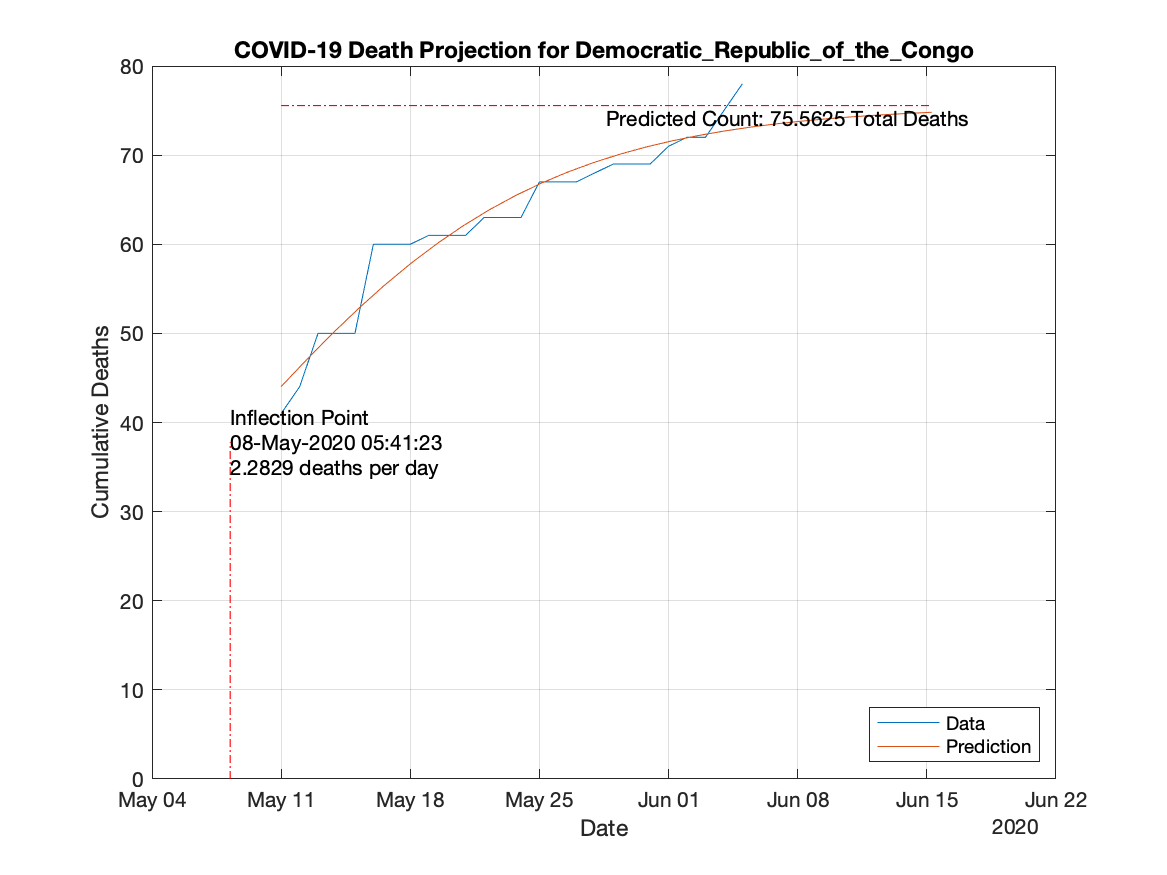 COVID-19 Death Projection for Democratic_Republic_of_the_Congo
80
70
60
50
40
30
20
10
0
Cumulative Deaths
Predicted Count: 75.5625 Total Deaths
Inflection Point
08-May-2020 05:41:23
2.2829 deaths per day
Data
Prediction
May 04 May 11 May 18 May 25 Jun 01 Jun 08 Jun 15 Jun 22
Date
2020